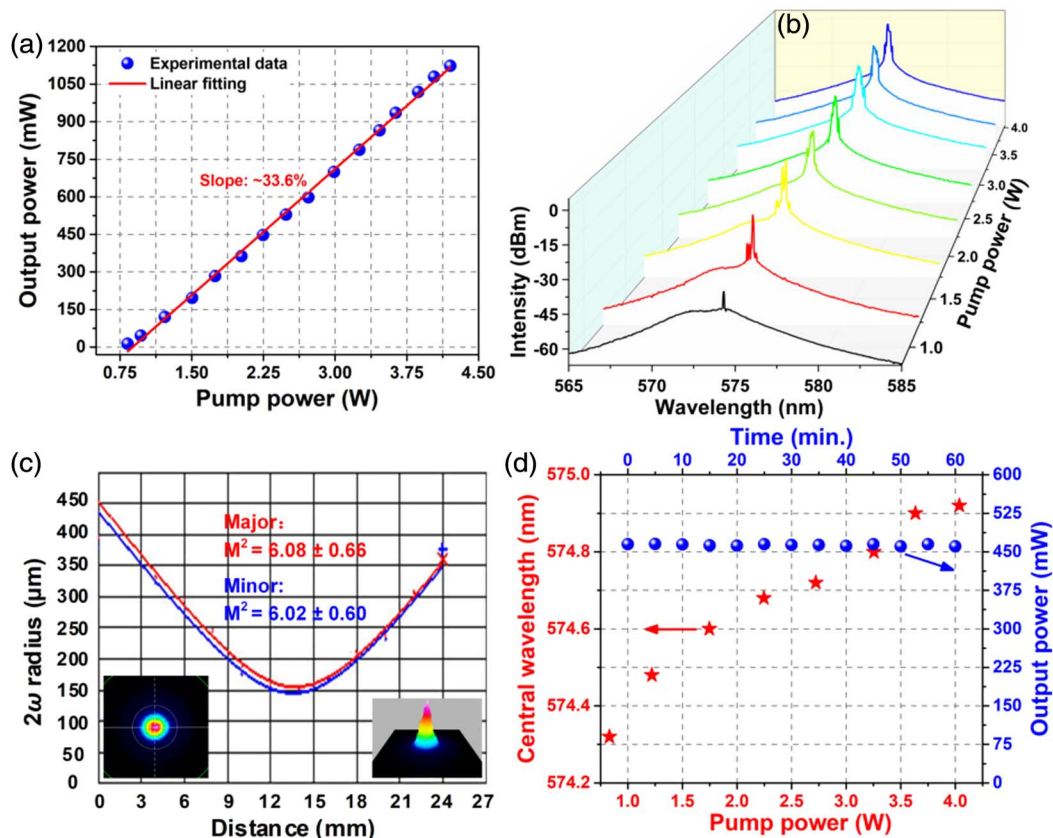 (a)
1200
1050
900
750
600
450
300
150
0
Output power (mW)
Experimental data
Linear fitting
Slope: ~33.6%
0.75 1.50 2.25 3.00 3.75 4.50
Pump power (W)
(b)
0
-15
-30
-45
-60
Intensity (dBm)
565 570 575 580 585
Wavelength (nm)
4.0
3.5
3.0
2.5
2.0
1.5
1.0
Pump power (W)
(c)
450
400
350
300
250
200
150
100
50
0
2ω radius (μm)
Major:
M² = 6.08 ± 0.66
Minor:
M² = 6.02 ± 0.60
0 3 6 9 12 15 18 21 24 27
Distance (mm)
(d)
Time (min.)
0 10 20 30 40 50 60
575.0
574.8
574.6
574.4
574.2
Central wavelength (nm)
600
525
450
375
300
225
150
75
0
Output power (mW)
1.0 1.5 2.0 2.5 3.0 3.5 4.0
Pump power (W)